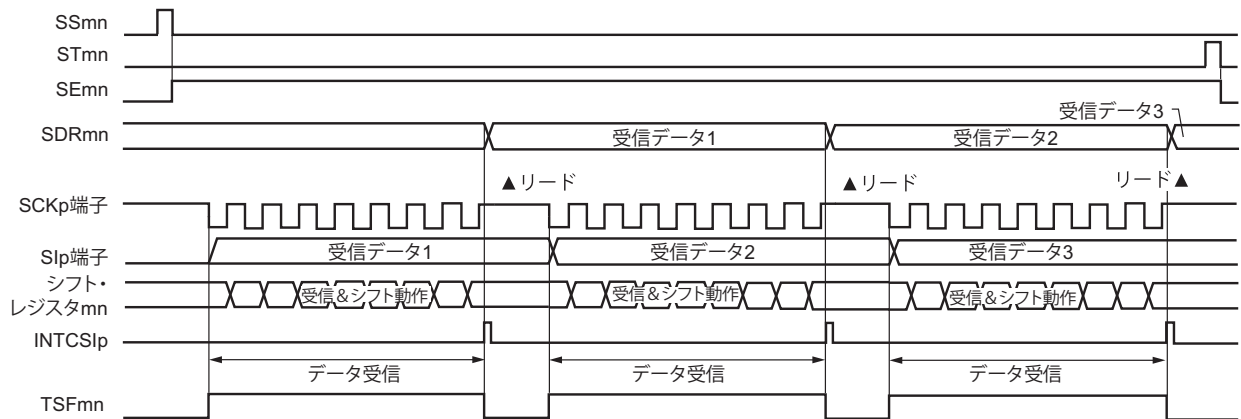 SSmn
STmn
SEmn
受信データ3
SDRmn
受信データ1
受信データ2
▲リード
▲リード
リード▲
SCKp端子
SIp端子
受信データ1
受信データ2
受信データ3
シフト・
レジスタmn
受信&シフト動作
受信&シフト動作
受信&シフト動作
INTCSIp
データ受信
データ受信
データ受信
TSFmn